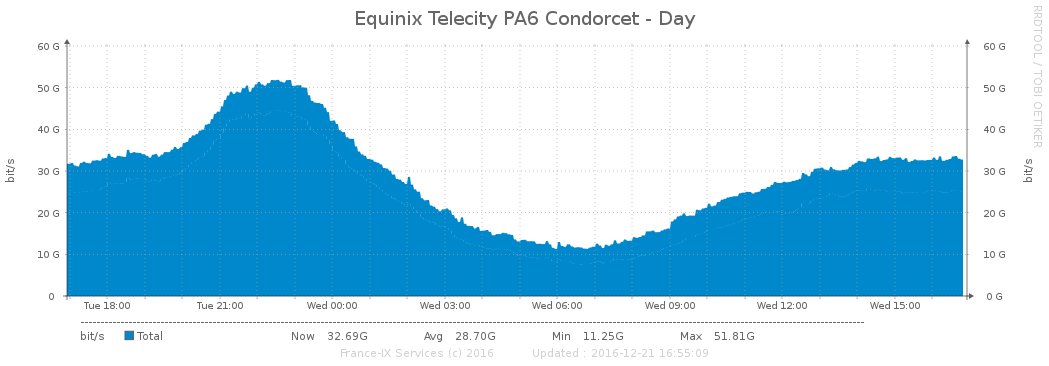 Equinix Telecity PA6 Condorcet - Day
RRDTOOL / TOBI OETIKER
bit/s
bit/s
60 G 60 G
50 G 50 G
40 G 40 G
30 G 30 G
20 G 20 G
10 G 10 G
0 0 G
Tue 18:00 Tue 21:00 Wed 00:00 Wed 03:00 Wed 06:00 Wed 09:00 Wed 12:00 Wed 15:00
bit/s Total Now 32.69G Avg 28.70G Min 11.25G Max 51.81G
France-IX Services (c) 2016 Updated : 2016-12-21 16:55:09